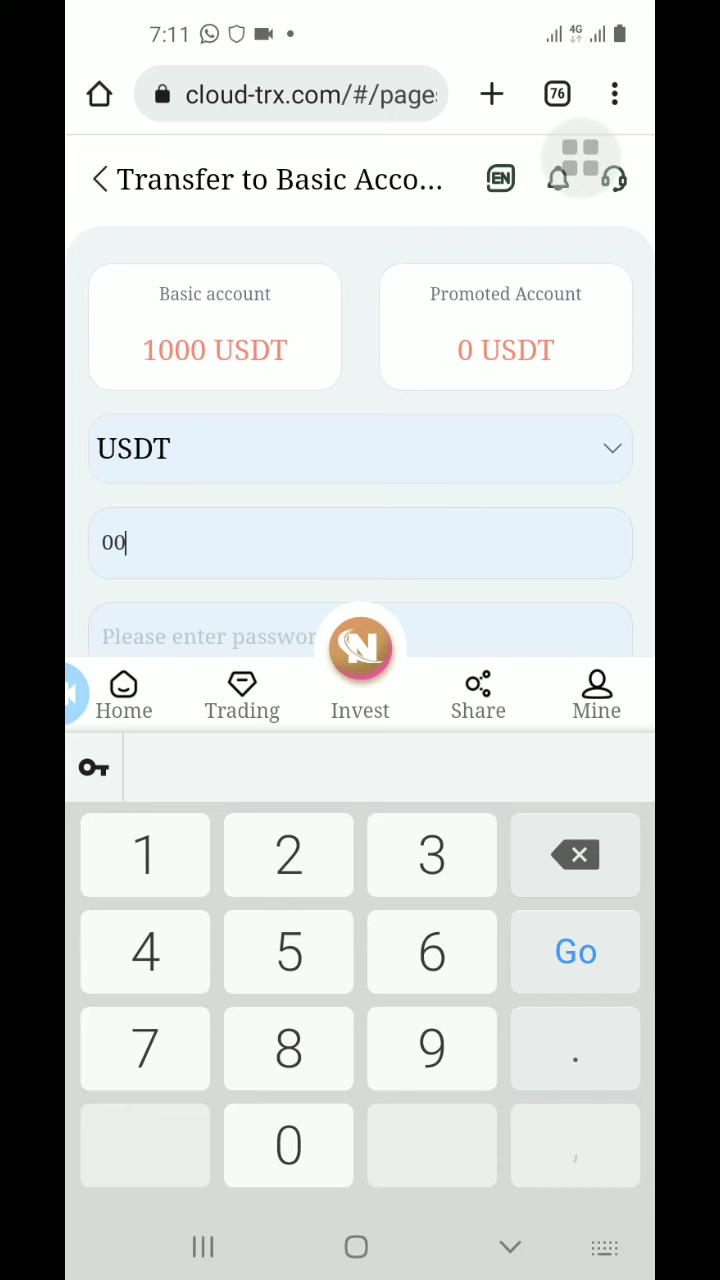 7:11
4G
cloud-trx.com/#/page
76
Transfer to Basic Acco...
EN
Basic account
Promoted Account
1000 USDT
0 USDT
USDT
00
Please enter passwor
N
Home
Trading
Invest
Share
Mine
1 2 3
4 5 6 Go
7 8 9 .
0 ,